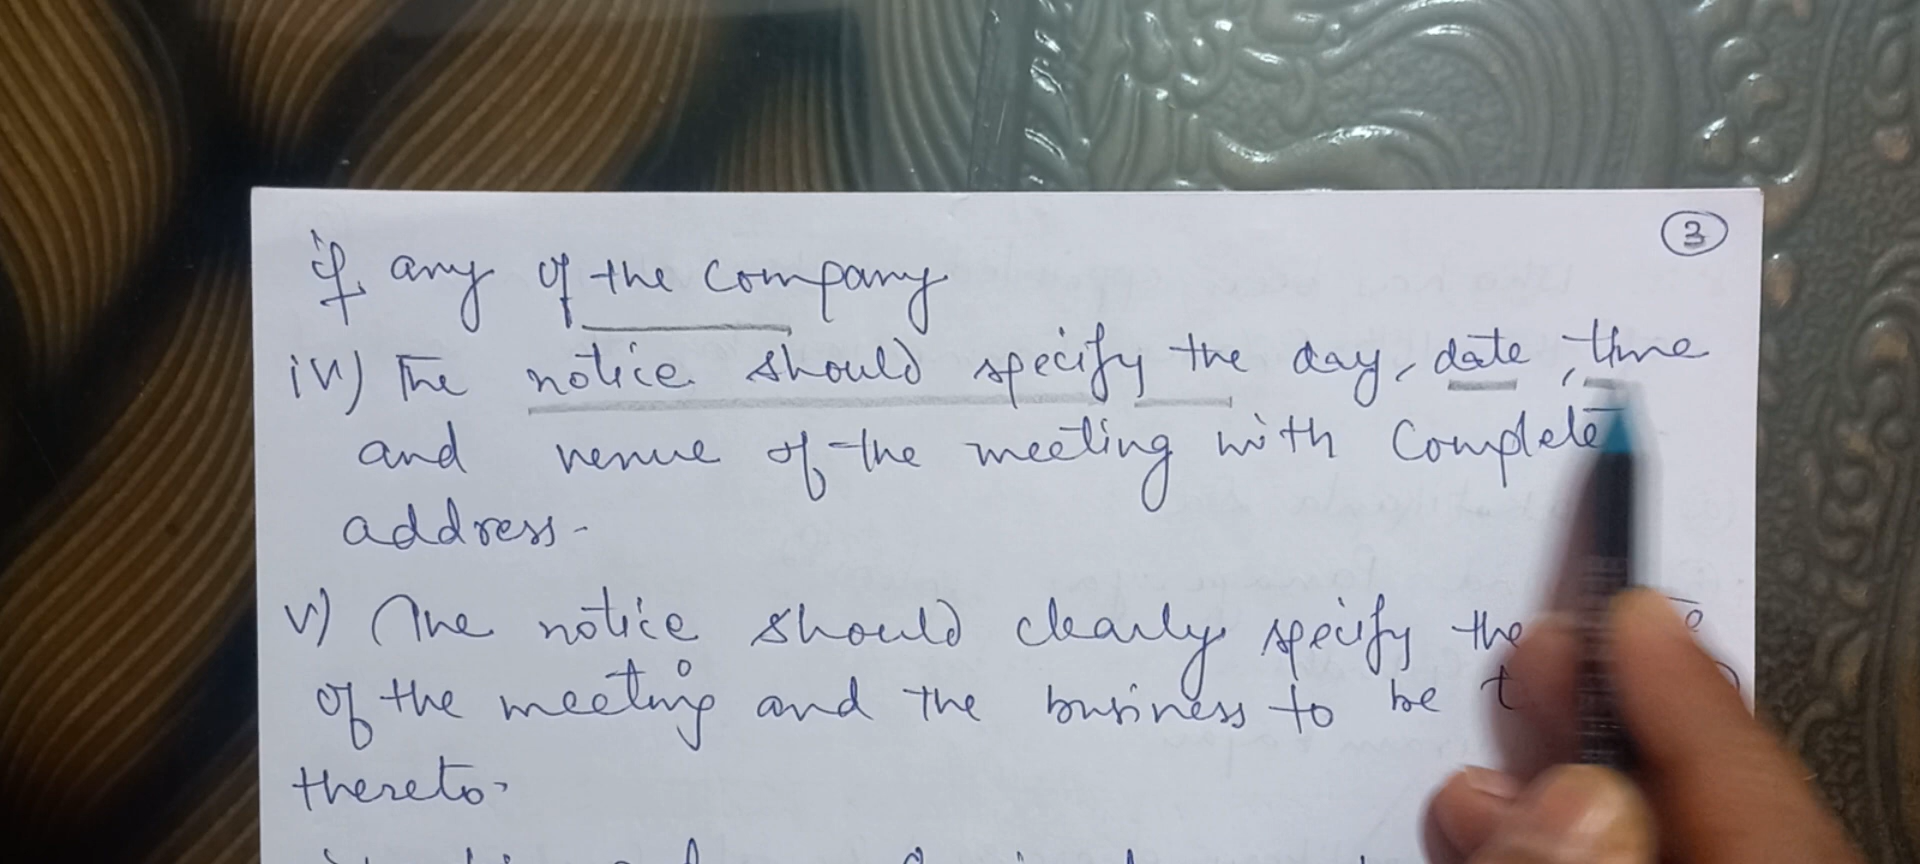 3
if any of the company
iv) The notice should specify the day, date, time
and venue of the meeting with Complete
address.
v) The notice should clearly specify the
of the meeting and the business to be
thereto.